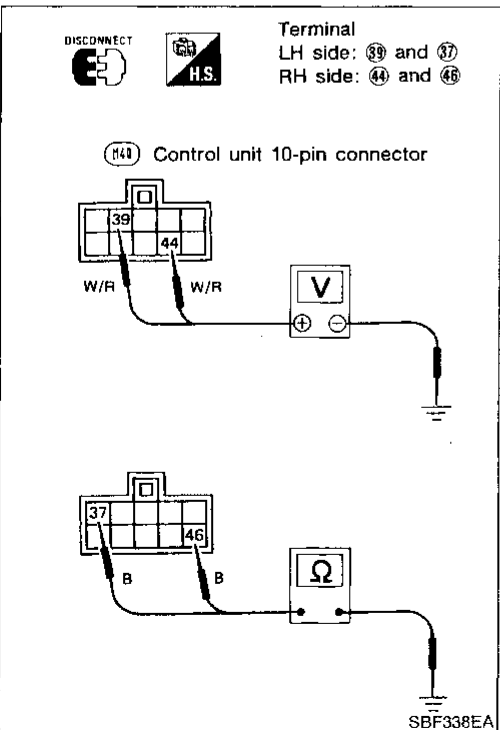 DISCONNECT
H.S.
Terminal
LH side: 39 and 37
RH side: 44 and 46
M40 Control unit 10-pin connector
39
44
W/R W/R
V
+ −
37
46
B B
Ω
SBF338EA